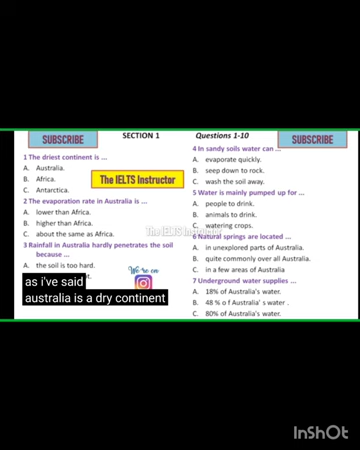 SUBSCRIBE
SECTION 1
Questions 1-10
SUBSCRIBE
1 The driest continent is ...
A. Australia.
B. Africa.
C. Antarctica.
The IELTS Instructor
2 The evaporation rate in Australia is ...
A. lower than Africa.
B. higher than Africa.
C. about the same as Africa.
3 Rainfall in Australia hardly penetrates the soil
because ...
A. the soil is too hard.
We're on
as i've said
australia is a dry continent
4 In sandy soils water can ...
A. evaporate quickly.
B. seep down to rock.
C. wash the soil away.
5 Water is mainly pumped up for ...
A. people to drink.
B. animals to drink.
C. watering crops.
The IELTS Instructor
6 Natural springs are located ...
A. in unexplored parts of Australia.
B. quite commonly over all Australia.
C. in a few areas of Australia
7 Underground water supplies ...
A. 18% of Australia's water.
B. 48 % o f Australia' s water .
C. 80% of Australia's water.
InShOt